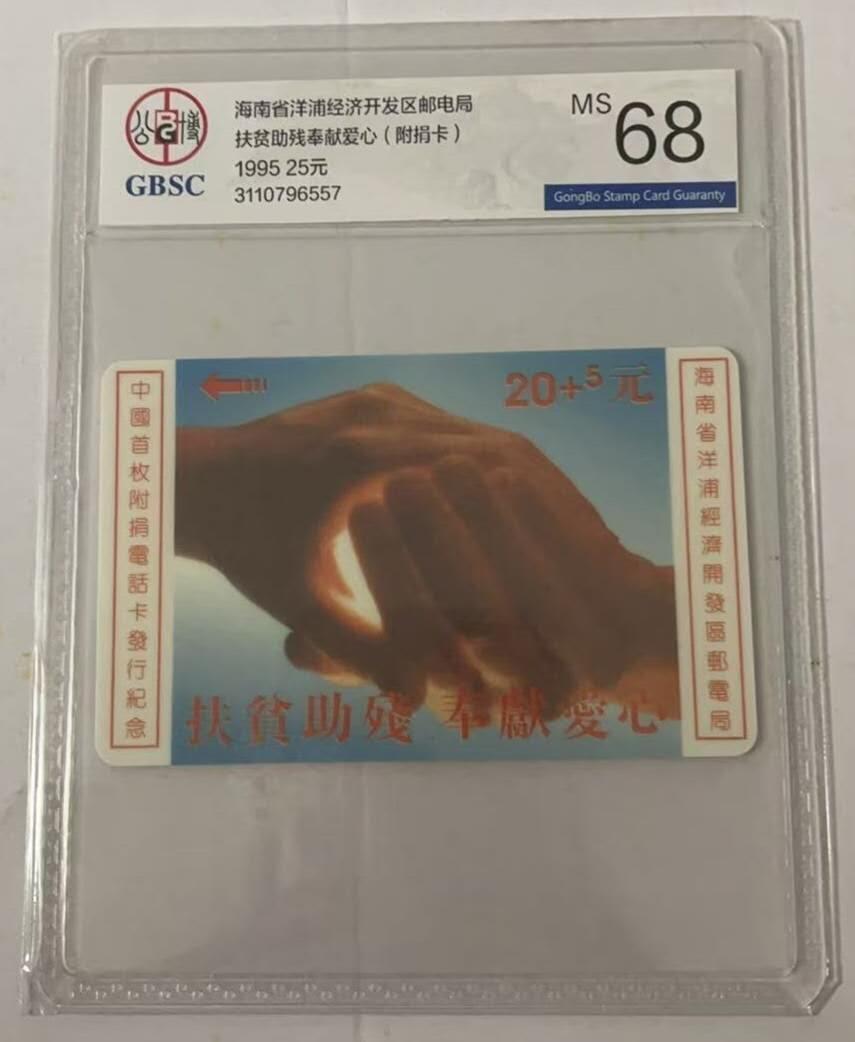 公博
G
GBSC
海南省洋浦经济开发区邮电局
扶贫助残奉献爱心（附捐卡）
1995 25元
3110796557
MS 68
GongBo Stamp Card Guaranty
中國首枚附捐電話卡發行紀念
20+5元
扶貧助殘 奉獻愛心
海南省洋浦經濟開發區郵電局